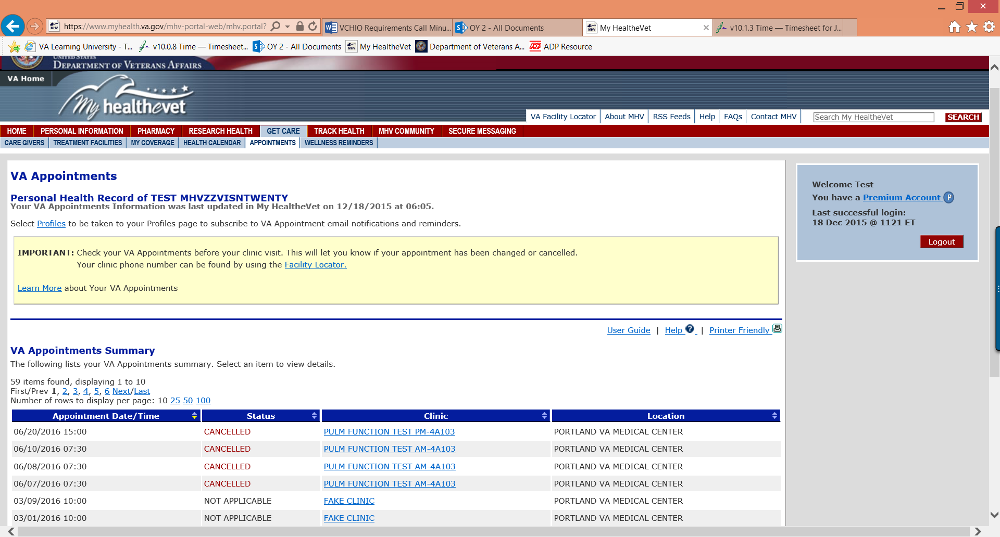 https://www.myhealth.va.gov/mhv-portal-web/mhv.portal?
VCHIO Requirements Call Minu...
OY 2 - All Documents
My HealtheVet
v10.1.3 Time — Timesheet for J...
VA Learning University - T...
v10.0.8 Time — Timesheet...
OY 2 - All Documents
My HealtheVet
Department of Veterans A...
ADP Resource
UNITED STATES
DEPARTMENT OF VETERANS AFFAIRS
VA Home
My healthevet
VA Facility Locator
About MHV
RSS Feeds
Help
FAQs
Contact MHV
Search My HealtheVet
SEARCH
HOME
PERSONAL INFORMATION
PHARMACY
RESEARCH HEALTH
GET CARE
TRACK HEALTH
MHV COMMUNITY
SECURE MESSAGING
CARE GIVERS
TREATMENT FACILITIES
MY COVERAGE
HEALTH CALENDAR
APPOINTMENTS
WELLNESS REMINDERS
VA Appointments
Personal Health Record of TEST MHVZZVISNTWENTY
Your VA Appointments Information was last updated in My HealtheVet on 12/18/2015 at 06:05.
Select Profiles to be taken to your Profiles page to subscribe to VA Appointment email notifications and reminders.
IMPORTANT: Check your VA Appointments before your clinic visit. This will let you know if your appointment has been changed or cancelled.
Your clinic phone number can be found by using the Facility Locator.
Learn More about Your VA Appointments
Welcome Test
You have a Premium Account P
Last successful login:
18 Dec 2015 @ 1121 ET
Logout
User Guide | Help ? | Printer Friendly
VA Appointments Summary
The following lists your VA Appointments summary. Select an item to view details.
59 items found, displaying 1 to 10
First/Prev 1, 2, 3, 4, 5, 6 Next/Last
Number of rows to display per page: 10 25 50 100
Appointment Date/Time Status Clinic Location
06/20/2016 15:00 CANCELLED PULM FUNCTION TEST PM-4A103 PORTLAND VA MEDICAL CENTER
06/10/2016 07:30 CANCELLED PULM FUNCTION TEST AM-4A103 PORTLAND VA MEDICAL CENTER
06/08/2016 07:30 CANCELLED PULM FUNCTION TEST AM-4A103 PORTLAND VA MEDICAL CENTER
06/07/2016 07:30 CANCELLED PULM FUNCTION TEST AM-4A103 PORTLAND VA MEDICAL CENTER
03/09/2016 10:00 NOT APPLICABLE FAKE CLINIC PORTLAND VA MEDICAL CENTER
03/01/2016 10:00 NOT APPLICABLE FAKE CLINIC PORTLAND VA MEDICAL CENTER